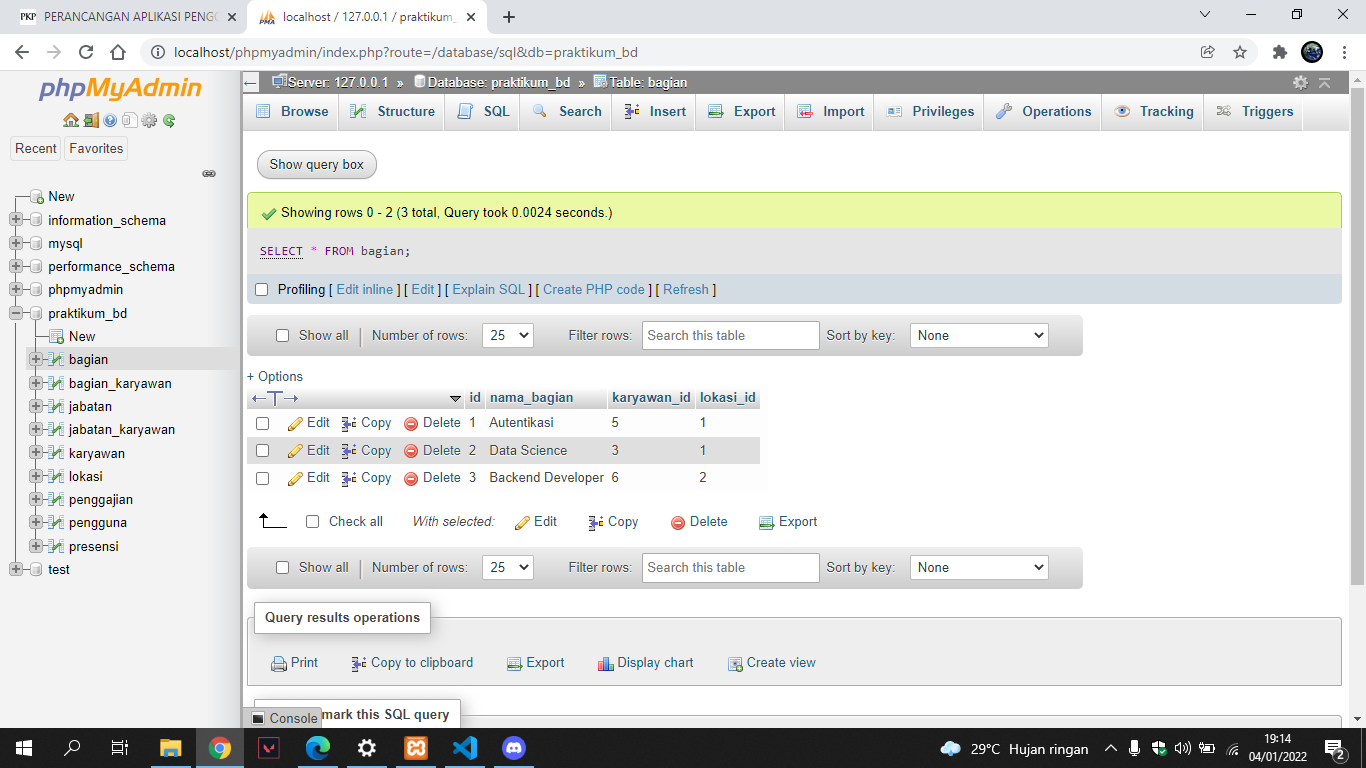 PKP PERANCANGAN APLIKASI PENGG
localhost / 127.0.0.1 / praktikum_
localhost/phpmyadmin/index.php?route=/database/sql&db=praktikum_bd
phpMyAdmin
Recent Favorites
New
information_schema
mysql
performance_schema
phpmyadmin
praktikum_bd
New
bagian
bagian_karyawan
jabatan
jabatan_karyawan
karyawan
lokasi
penggajian
pengguna
presensi
test
Server: 127.0.0.1 » Database: praktikum_bd » Table: bagian
Browse Structure SQL Search Insert Export Import Privileges Operations Tracking Triggers
Show query box
Showing rows 0 - 2 (3 total, Query took 0.0024 seconds.)
SELECT * FROM bagian;
Profiling [ Edit inline ] [ Edit ] [ Explain SQL ] [ Create PHP code ] [ Refresh ]
Show all | Number of rows: 25 Filter rows: Search this table Sort by key: None
+ Options
←T→ id nama_bagian karyawan_id lokasi_id
Edit Copy Delete 1 Autentikasi 5 1
Edit Copy Delete 2 Data Science 3 1
Edit Copy Delete 3 Backend Developer 6 2
Check all With selected: Edit Copy Delete Export
Show all | Number of rows: 25 Filter rows: Search this table Sort by key: None
Query results operations
Print Copy to clipboard Export Display chart Create view
Console mark this SQL query
29°C Hujan ringan 19:14
04/01/2022 2